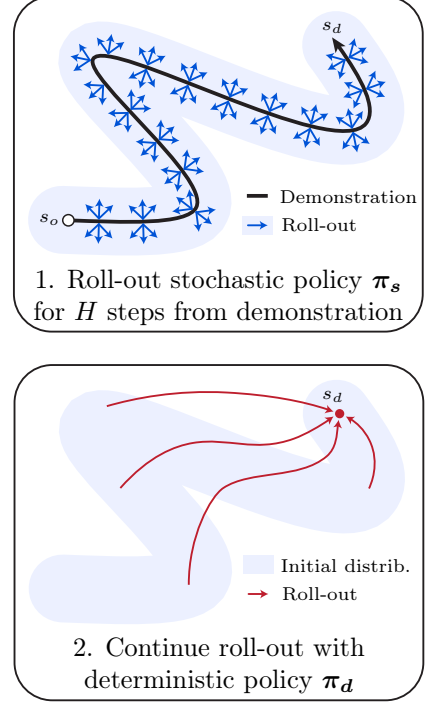 s_d
s_o
Demonstration
Roll-out
1. Roll-out stochastic policy π_s
for H steps from demonstration
s_d
Initial distrib.
Roll-out
2. Continue roll-out with
deterministic policy π_d